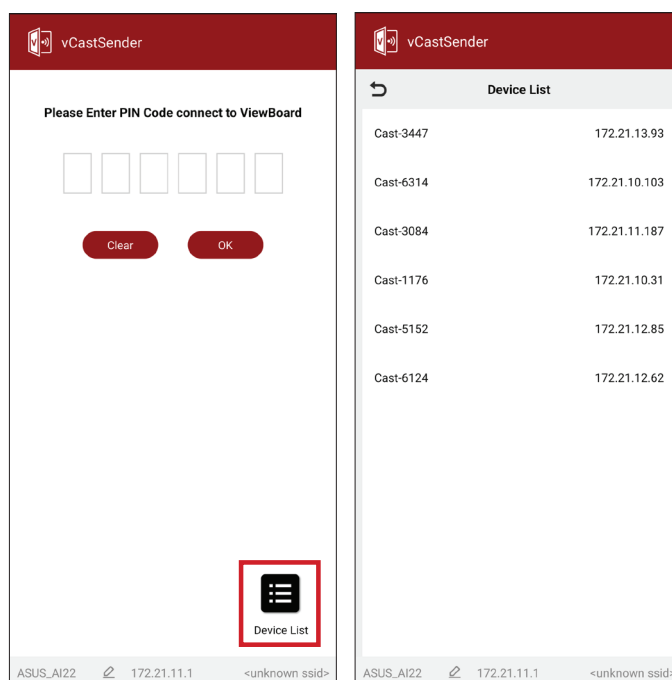 vCastSender
Please Enter PIN Code connect to ViewBoard
Clear OK
Device List
ASUS_AI22 172.21.11.1 <unknown ssid>
vCastSender
Device List
Cast-3447 172.21.13.93
Cast-6314 172.21.10.103
Cast-3084 172.21.11.187
Cast-1176 172.21.10.31
Cast-5152 172.21.12.85
Cast-6124 172.21.12.62
ASUS_AI22 172.21.11.1 <unknown ssid>